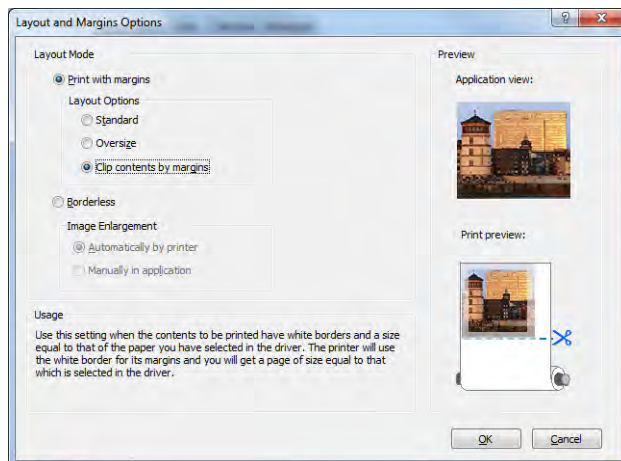 Layout and Margins Options
Layout Mode
Print with margins
Layout Options
Standard
Oversize
Clip contents by margins
Borderless
Image Enlargement
Automatically by printer
Manually in application
Usage
Use this setting when the contents to be printed have white borders and a size
equal to that of the paper you have selected in the driver. The printer will use
the white border for its margins and you will get a page of size equal to that
which is selected in the driver.
Preview
Application view:
Print preview:
OK
Cancel